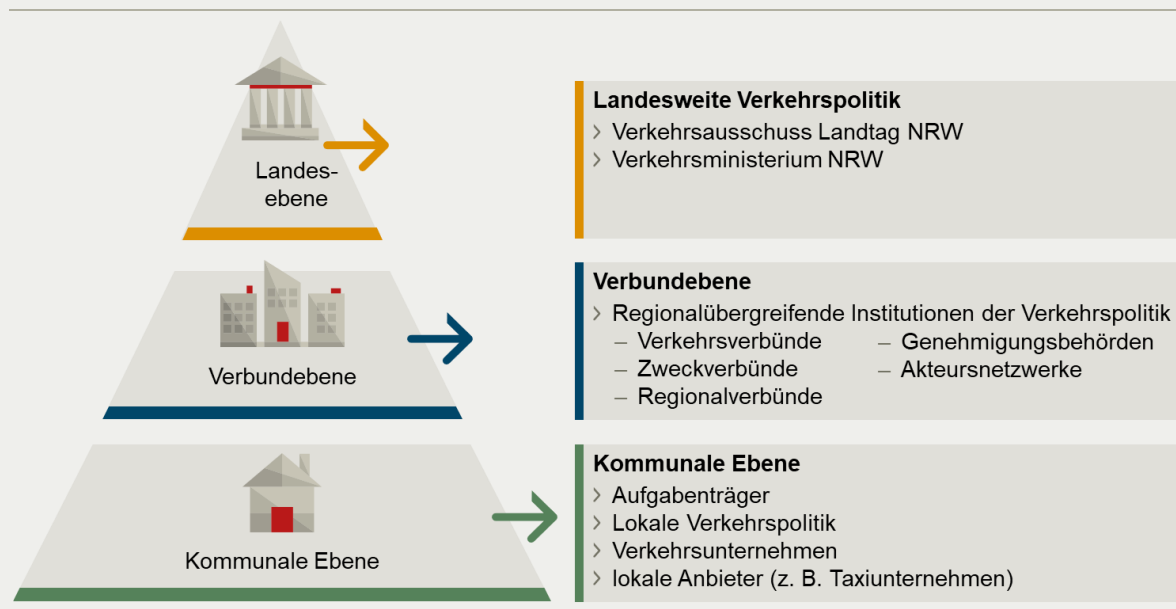 Landes-
ebene
Landesweite Verkehrspolitik
› Verkehrsausschuss Landtag NRW
› Verkehrsministerium NRW
Verbundebene
Verbundebene
› Regionalübergreifende Institutionen der Verkehrspolitik
– Verkehrsverbünde
– Zweckverbünde
– Regionalverbünde
– Genehmigungsbehörden
– Akteursnetzwerke
Kommunale Ebene
Kommunale Ebene
› Aufgabenträger
› Lokale Verkehrspolitik
› Verkehrsunternehmen
› lokale Anbieter (z. B. Taxiunternehmen)